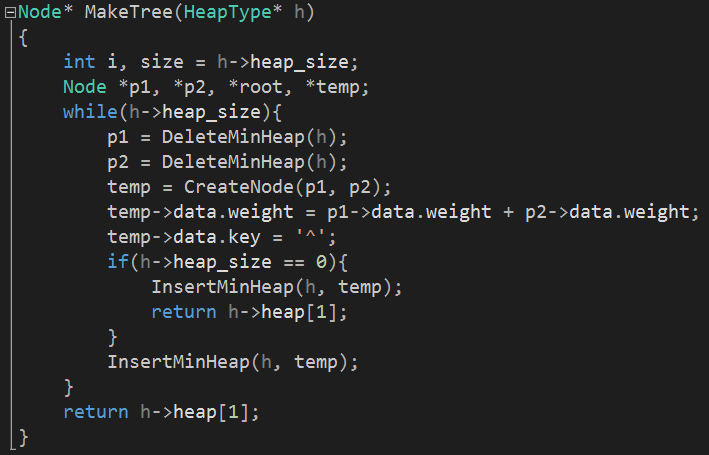 Node* MakeTree(HeapType* h)
{
    int i, size = h->heap_size;
    Node *p1, *p2, *root, *temp;
    while(h->heap_size){
        p1 = DeleteMinHeap(h);
        p2 = DeleteMinHeap(h);
        temp = CreateNode(p1, p2);
        temp->data.weight = p1->data.weight + p2->data.weight;
        temp->data.key = '^';
        if(h->heap_size == 0){
            InsertMinHeap(h, temp);
            return h->heap[1];
        }
        InsertMinHeap(h, temp);
    }
    return h->heap[1];
}